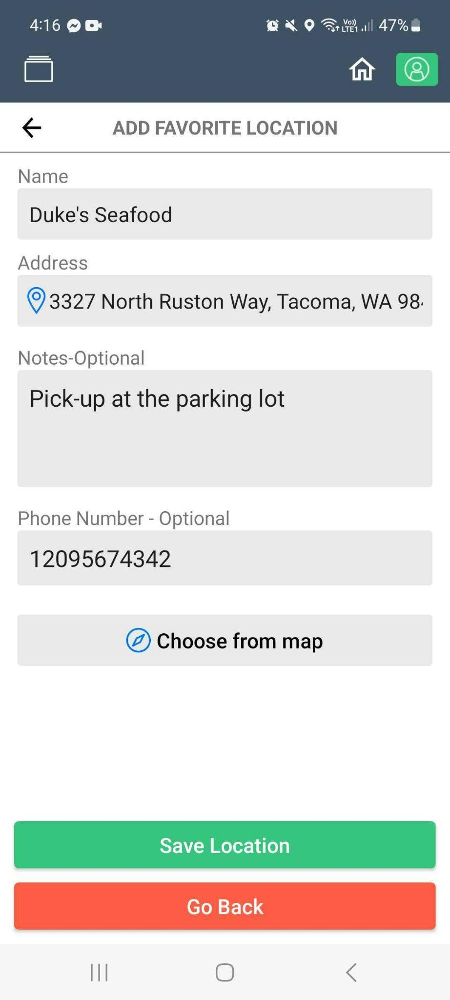 4:16
Vo))
LTE1
47%
ADD FAVORITE LOCATION
Name
Duke's Seafood
Address
3327 North Ruston Way, Tacoma, WA 98
Notes-Optional
Pick-up at the parking lot
Phone Number - Optional
12095674342
Choose from map
Save Location
Go Back